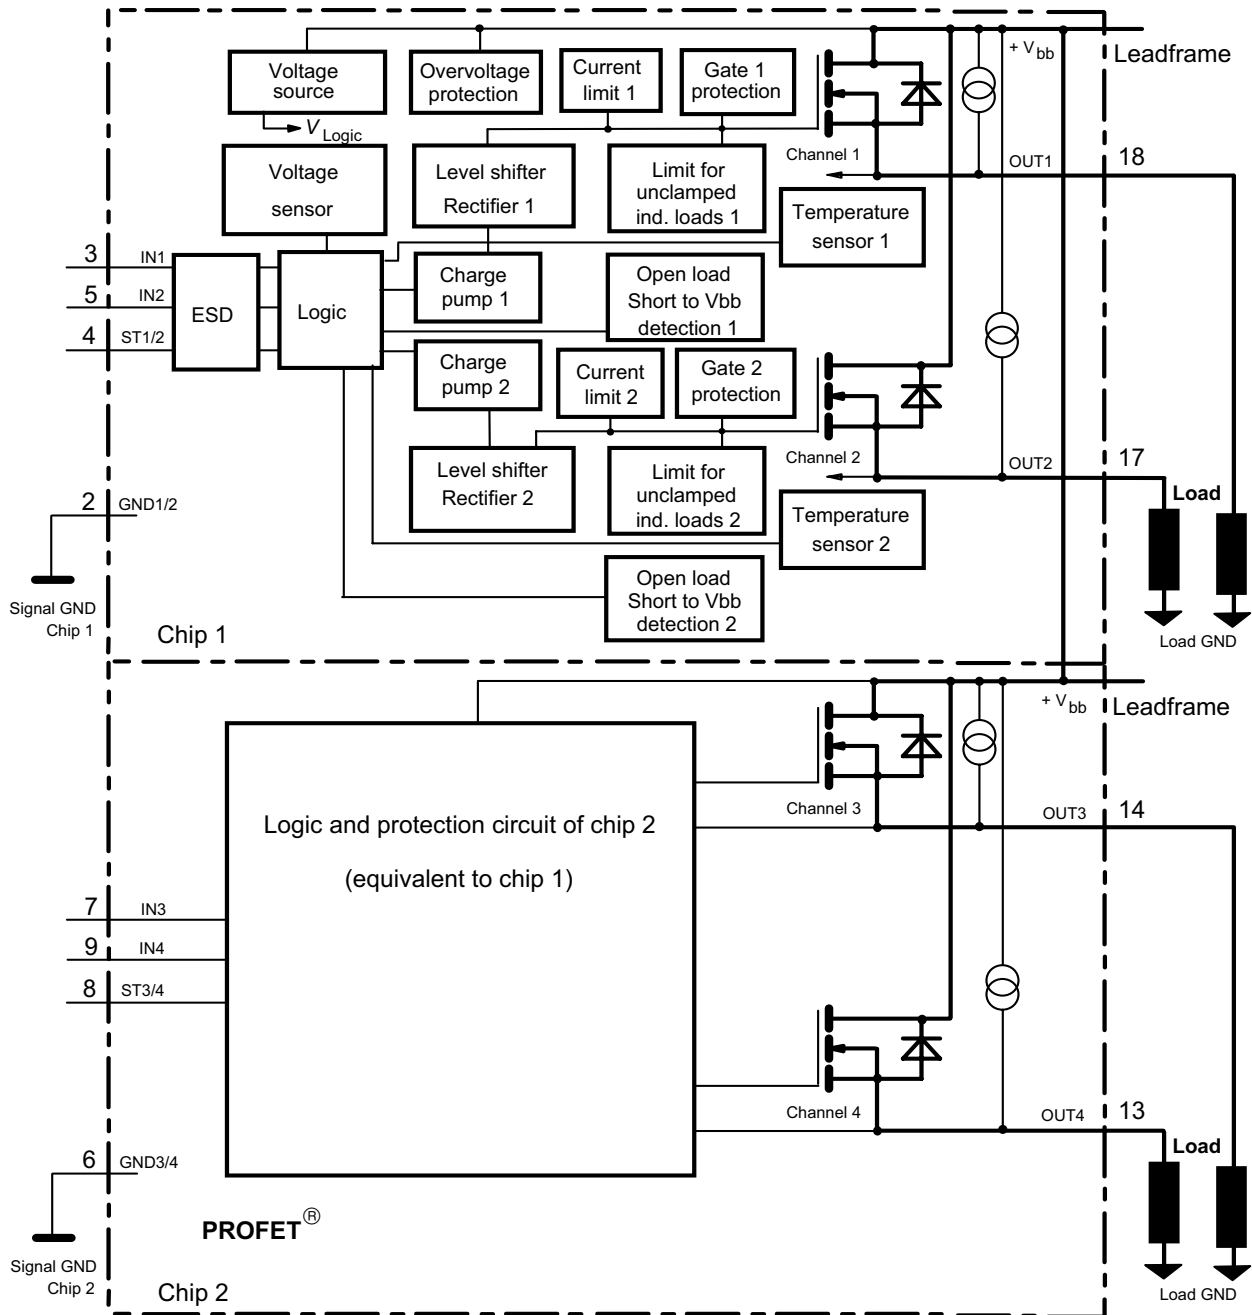 + Vbb
Leadframe
Voltage
source
Overvoltage
protection
Current
limit 1
Gate 1
protection
VLogic
Channel 1
OUT1
18
Voltage
sensor
Level shifter
Rectifier 1
Limit for
unclamped
ind. loads 1
Temperature
sensor 1
3
IN1
5
IN2
4
ST1/2
ESD
Logic
Charge
pump 1
Open load
Short to Vbb
detection 1
Charge
pump 2
Current
limit 2
Gate 2
protection
Channel 2
OUT2
17
Level shifter
Rectifier 2
Limit for
unclamped
ind. loads 2
Load
2
GND1/2
Temperature
sensor 2
Open load
Short to Vbb
detection 2
Signal GND
Chip 1
Chip 1
Load GND
+ Vbb
Leadframe
Logic and protection circuit of chip 2
(equivalent to chip 1)
Channel 3
OUT3
14
7
IN3
9
IN4
8
ST3/4
Channel 4
OUT4
13
Load
6
GND3/4
PROFET®
Signal GND
Chip 2
Chip 2
Load GND